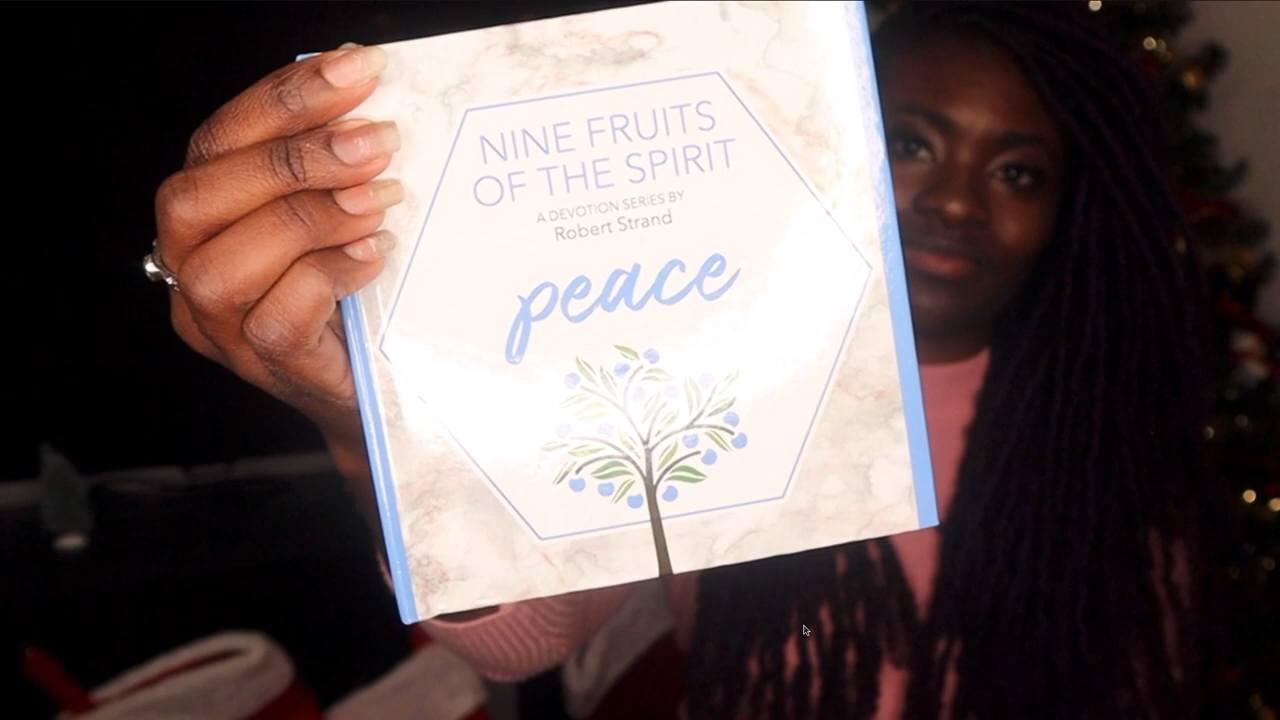 NINE FRUITS
OF THE SPIRIT
A DEVOTION SERIES BY
Robert Strand
peace